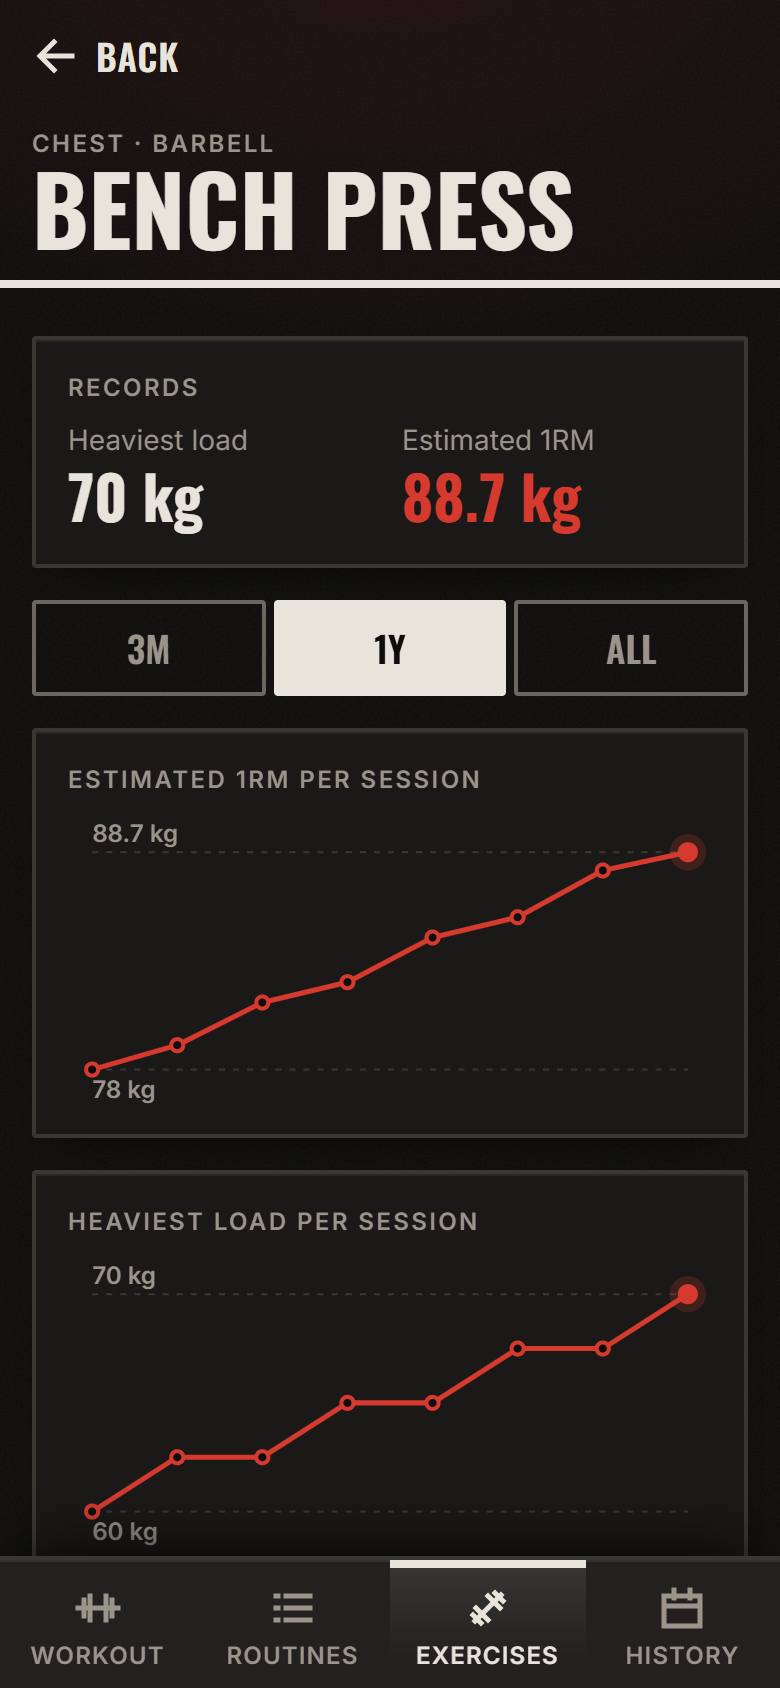 BACK
CHEST · BARBELL
BENCH PRESS
RECORDS
Heaviest load
Estimated 1RM
70 kg
88.7 kg
3M
1Y
ALL
ESTIMATED 1RM PER SESSION
88.7 kg
78 kg
HEAVIEST LOAD PER SESSION
70 kg
60 kg
WORKOUT
ROUTINES
EXERCISES
HISTORY